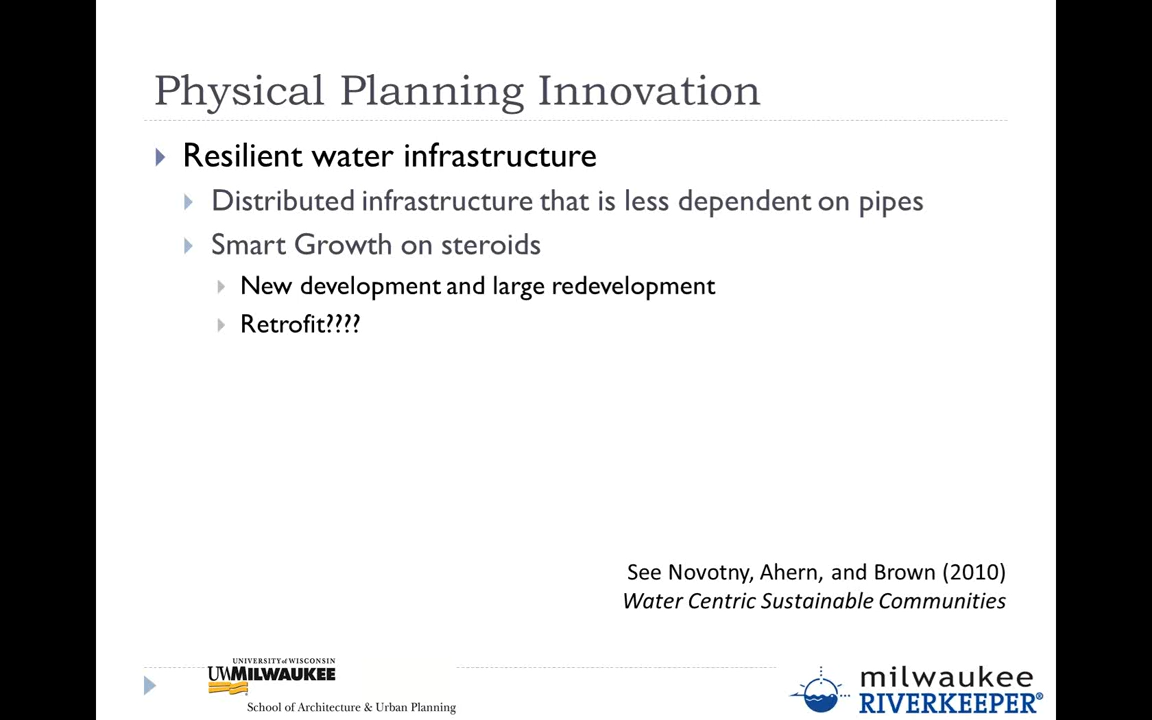 Physical Planning Innovation
Resilient water infrastructure
Distributed infrastructure that is less dependent on pipes
Smart Growth on steroids
New development and large redevelopment
Retrofit????
See Novotny, Ahern, and Brown (2010)
Water Centric Sustainable Communities
UNIVERSITY of WISCONSIN
UWMILWAUKEE
School of Architecture & Urban Planning
milwaukee
RIVERKEEPER®